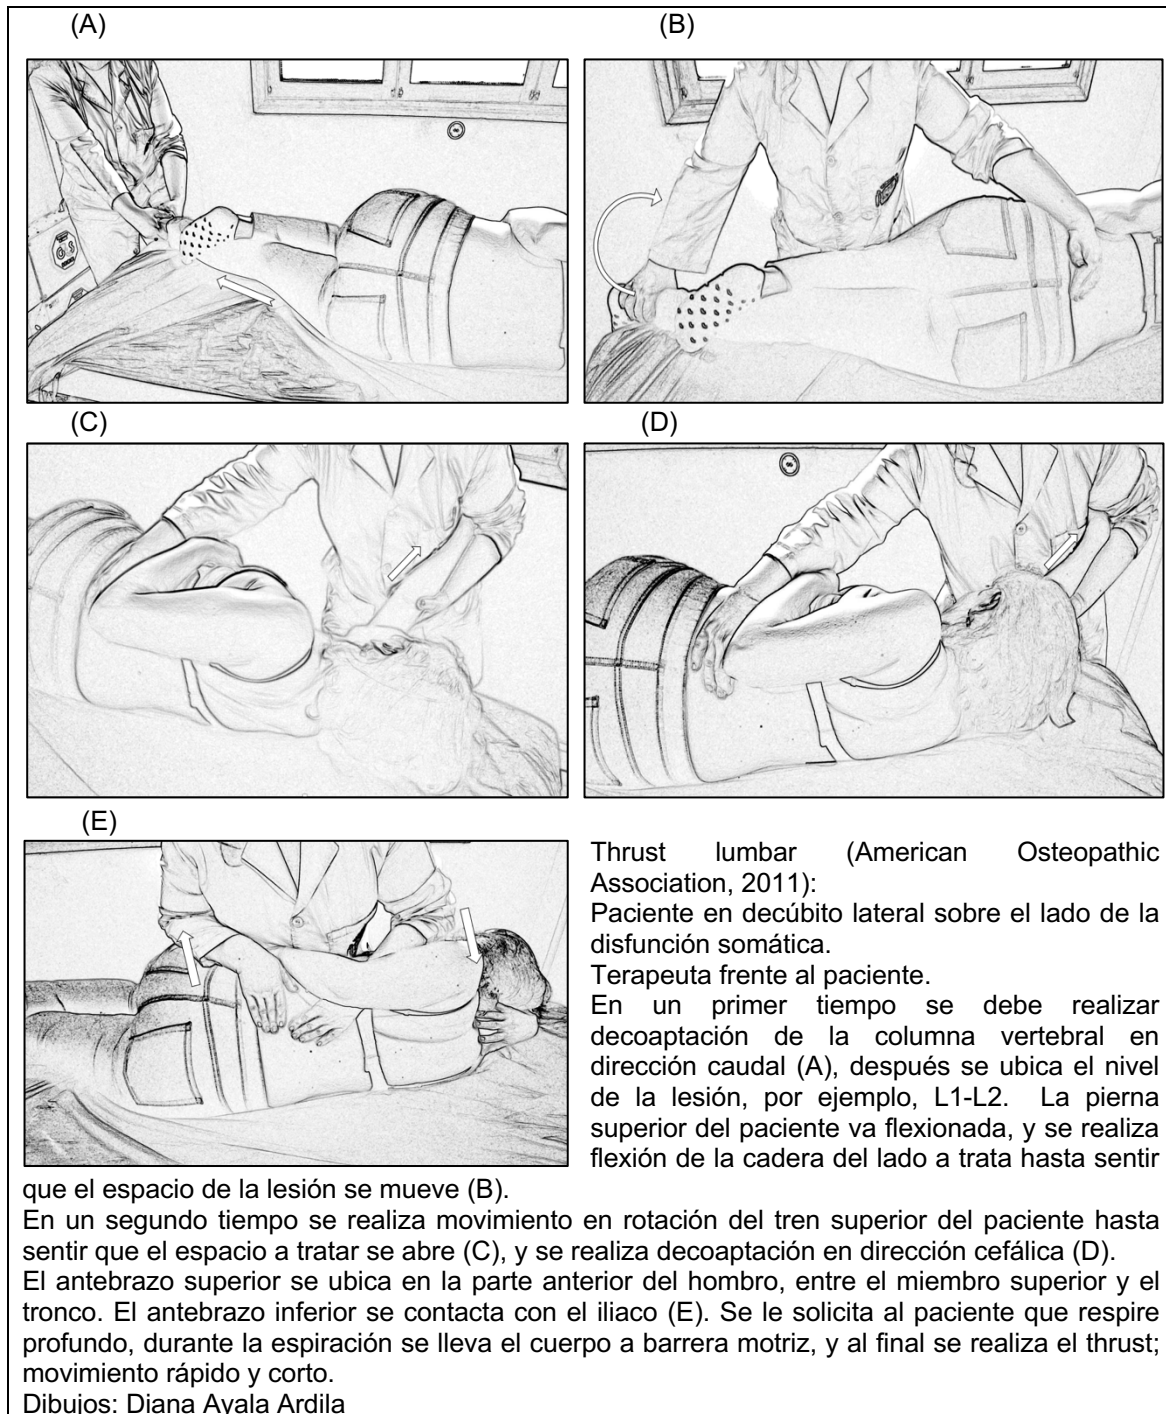 (A)
(B)
(C)
(D)
(E)
Thrust lumbar (American Osteopathic
Association, 2011):
Paciente en decúbito lateral sobre el lado de la
disfunción somática.
Terapeuta frente al paciente.
En un primer tiempo se debe realizar
decoaptación de la columna vertebral en
dirección caudal (A), después se ubica el nivel
de la lesión, por ejemplo, L1-L2. La pierna
superior del paciente va flexionada, y se realiza
flexión de la cadera del lado a trata hasta sentir
que el espacio de la lesión se mueve (B).
En un segundo tiempo se realiza movimiento en rotación del tren superior del paciente hasta
sentir que el espacio a tratar se abre (C), y se realiza decoaptación en dirección cefálica (D).
El antebrazo superior se ubica en la parte anterior del hombro, entre el miembro superior y el
tronco. El antebrazo inferior se contacta con el iliaco (E). Se le solicita al paciente que respire
profundo, durante la espiración se lleva el cuerpo a barrera motriz, y al final se realiza el thrust;
movimiento rápido y corto.
Dibujos: Diana Ayala Ardila